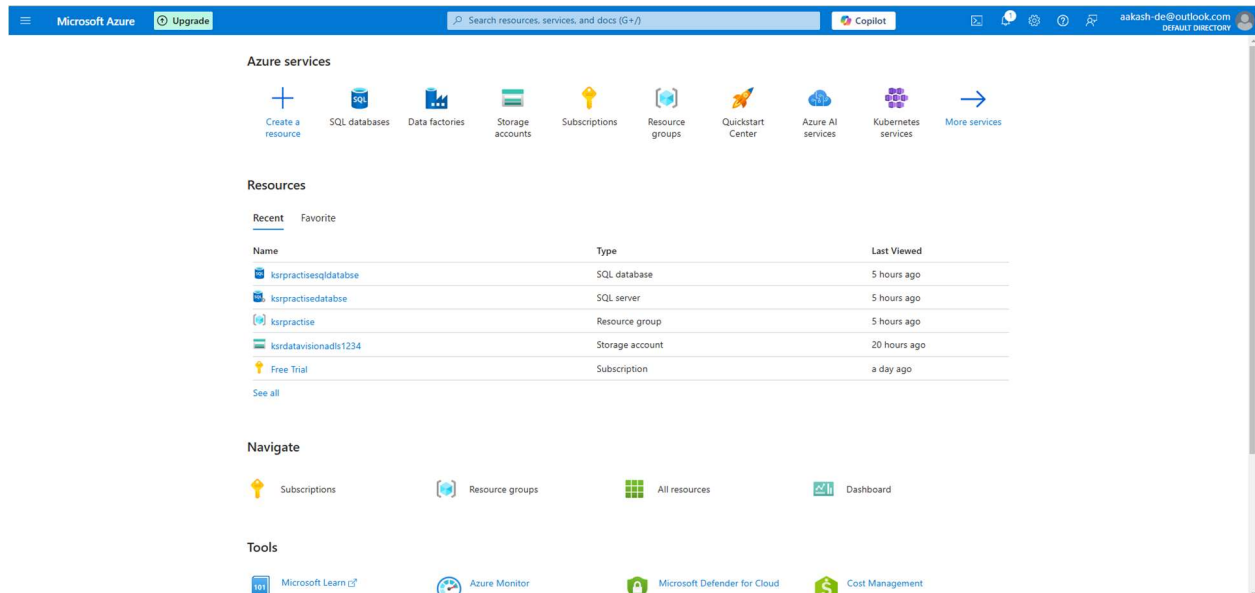 Microsoft Azure
Upgrade
Search resources, services, and docs (G+/)
Copilot
1
aakash-de@outlook.com
DEFAULT DIRECTORY
Azure services
Create a resource
SQL
SQL databases
Data factories
Storage accounts
Subscriptions
Resource groups
Quickstart Center
Azure AI services
Kubernetes services
More services
Resources
Recent Favorite
Name Type Last Viewed
ksrpractisesqldatabse SQL database 5 hours ago
ksrpractisedatabse SQL server 5 hours ago
ksrpractise Resource group 5 hours ago
ksrdatavisionadls1234 Storage account 20 hours ago
Free Trial Subscription a day ago
See all
Navigate
Subscriptions Resource groups All resources Dashboard
Tools
101 Microsoft Learn Azure Monitor Microsoft Defender for Cloud Cost Management